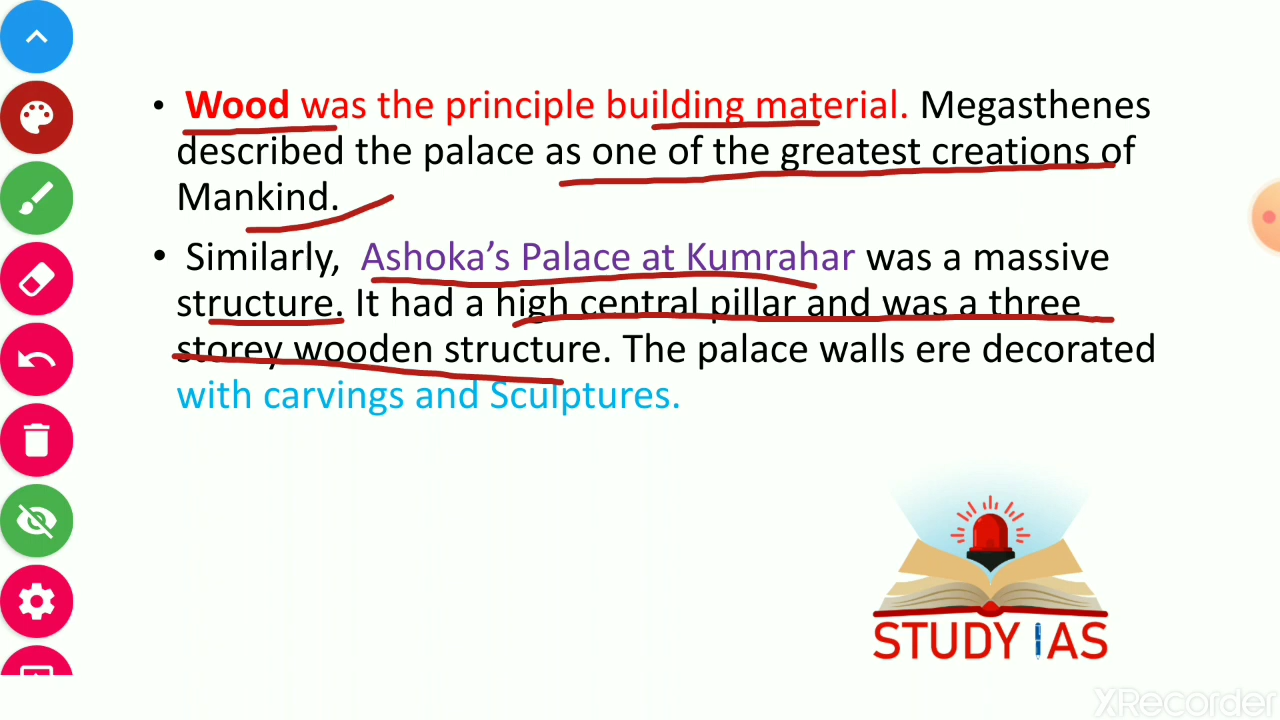 • Wood was the principle building material. Megasthenes
described the palace as one of the greatest creations of
Mankind.
• Similarly, Ashoka's Palace at Kumrahar was a massive
structure. It had a high central pillar and was a three
storey wooden structure. The palace walls ere decorated
with carvings and Sculptures.
STUDY IAS
XRecorder